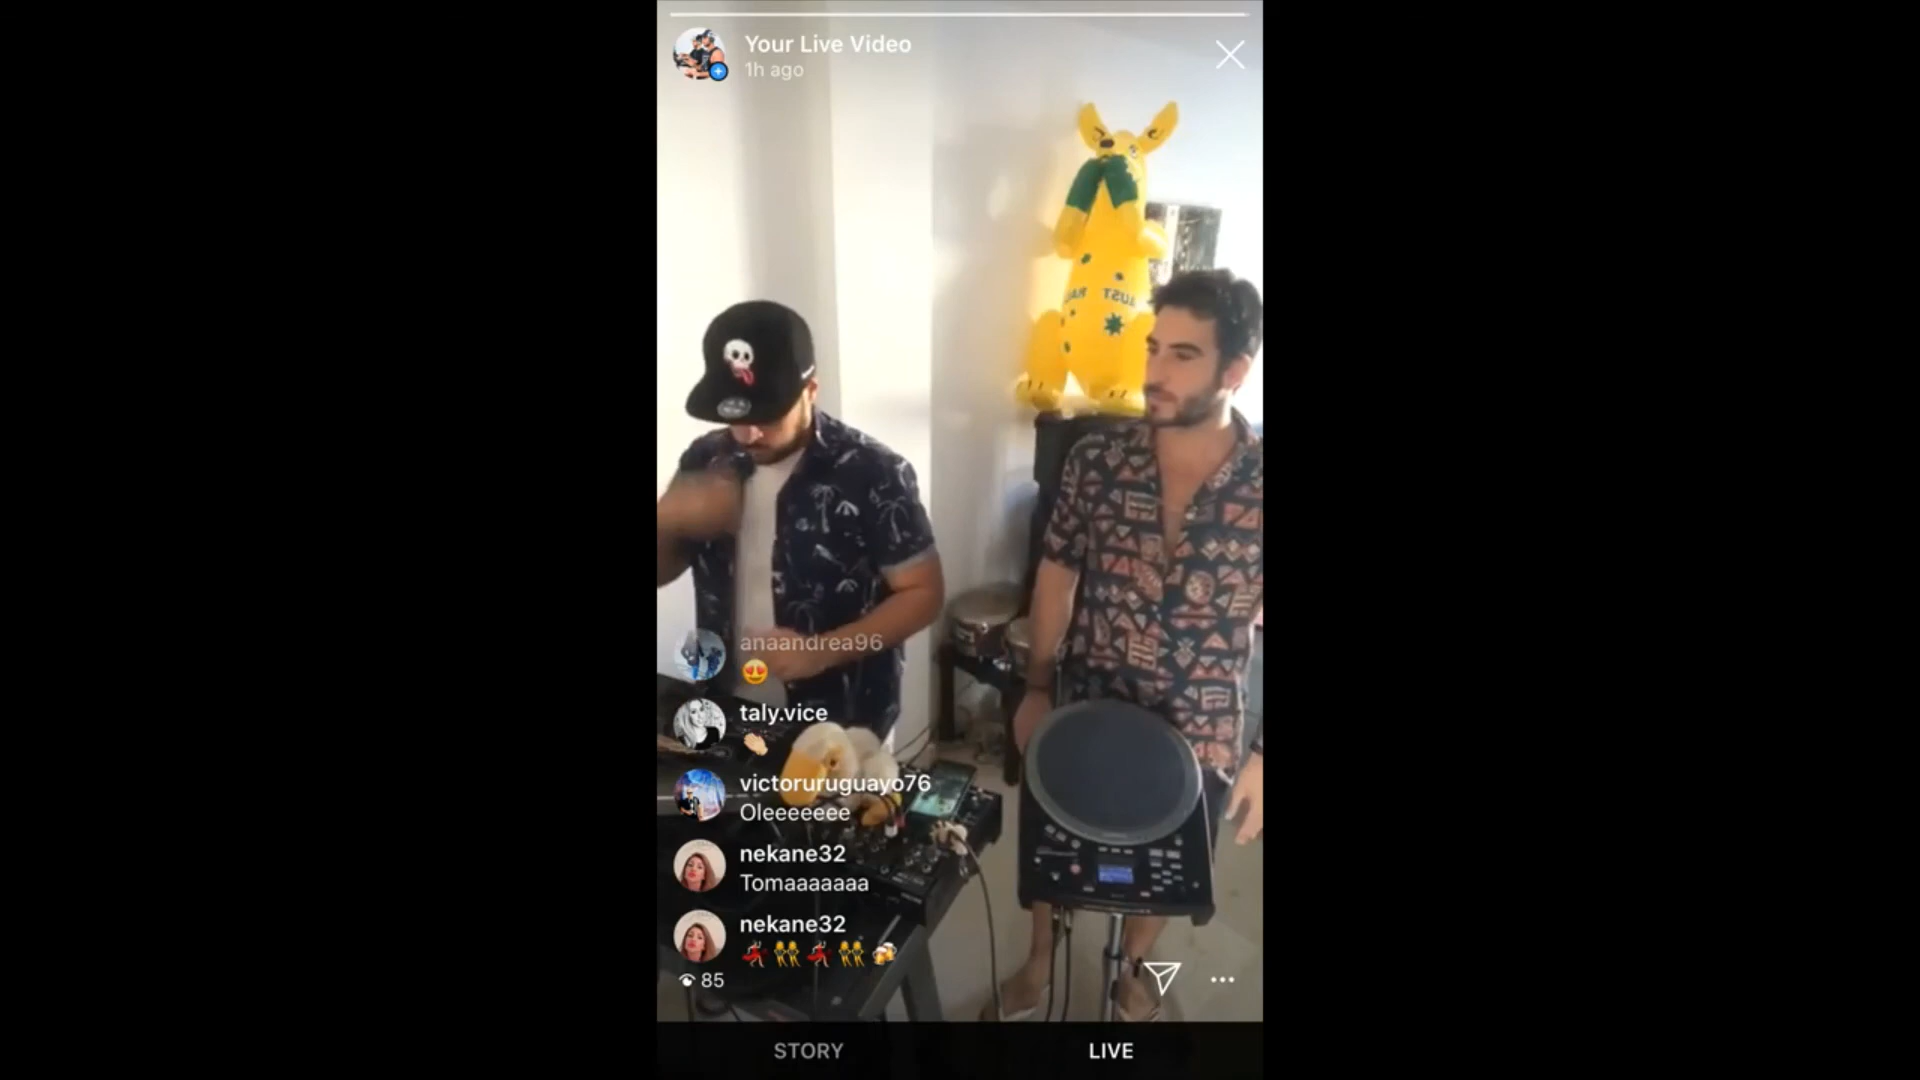 Your Live Video
1h ago
anaandrea96
😍
taly.vice
👏🏻
victoruruguayo76
Oleeeeeee
nekane32
Tomaaaaaaa
nekane32
💃👯💃👯🍻
85
STORY
LIVE